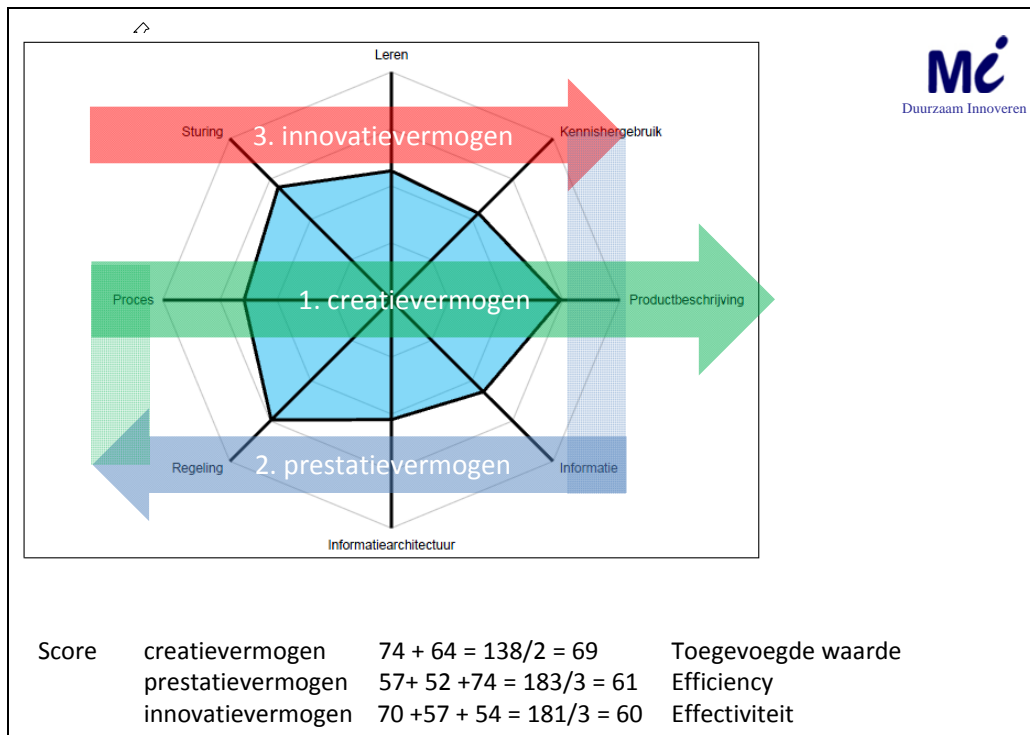 Leren
Mi
Duurzaam Innoveren
Sturing
3. innovatievermogen
Kennishergebruik
Proces
1. creatievermogen
Productbeschrijving
Regeling
2. prestatievermogen
Informatie
Informatiearchitectuur
Score creatievermogen 74 + 64 = 138/2 = 69 Toegevoegde waarde
prestatievermogen 57+ 52 +74 = 183/3 = 61 Efficiency
innovatievermogen 70 +57 + 54 = 181/3 = 60 Effectiviteit